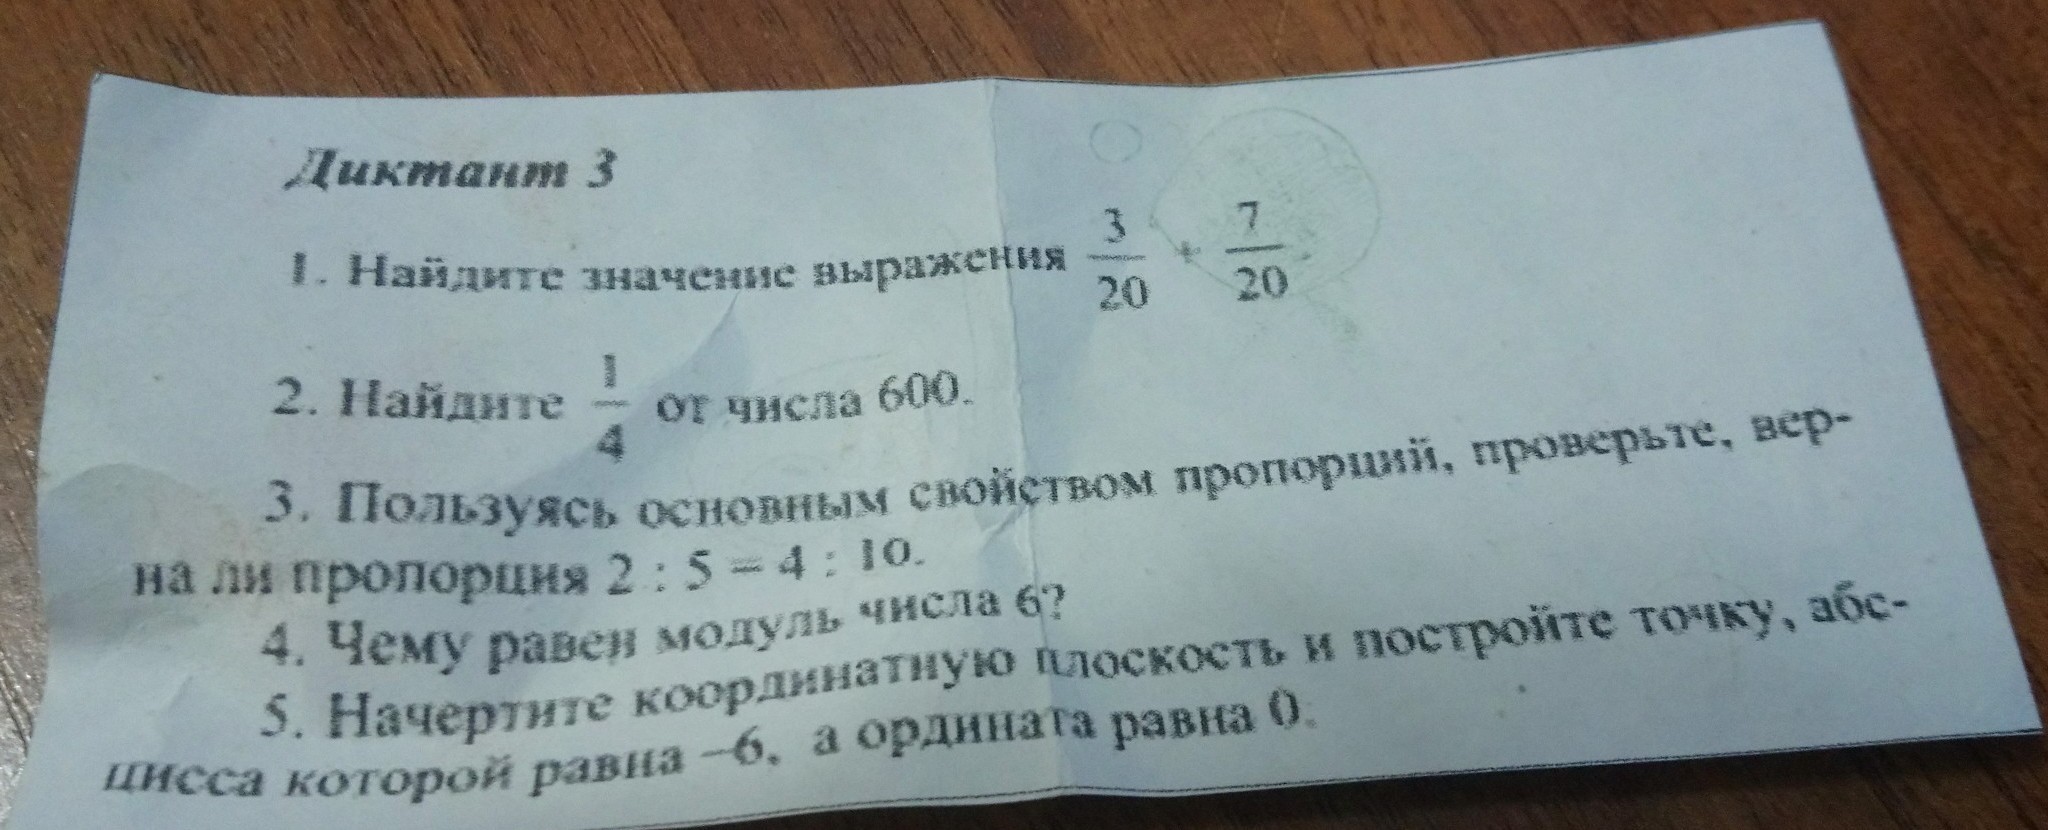 Диктант 3
1. Найдите значение выражения 3/20 + 7/20.
2. Найдите 1/4 от числа 600.
3. Пользуясь основным свойством пропорций, проверьте, вер-
на ли пропорция 2 : 5 = 4 : 10.
4. Чему равен модуль числа 6?
5. Начертите координатную плоскость и постройте точку, абс-
цисса которой равна –6, а ордината равна 0.